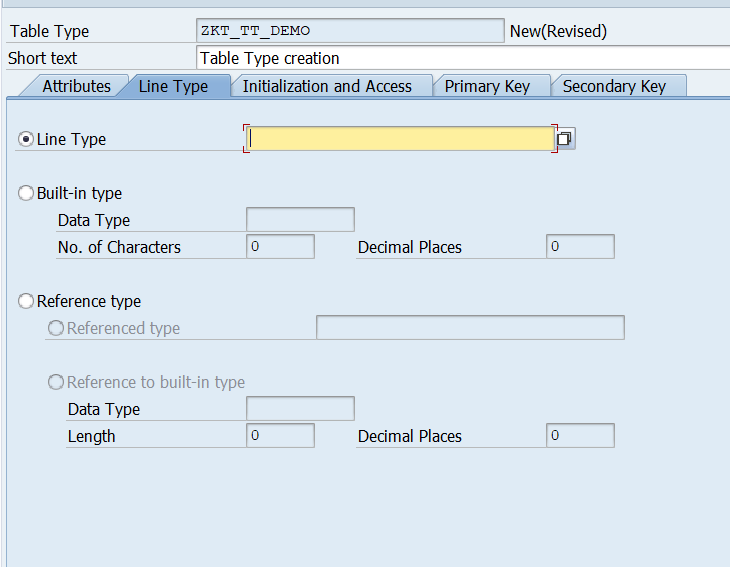 Table Type ZKT_TT_DEMO New(Revised)
Short text Table Type creation
Attributes Line Type Initialization and Access Primary Key Secondary Key
Line Type
Built-in type
Data Type
No. of Characters 0 Decimal Places 0
Reference type
Referenced type
Reference to built-in type
Data Type
Length 0 Decimal Places 0